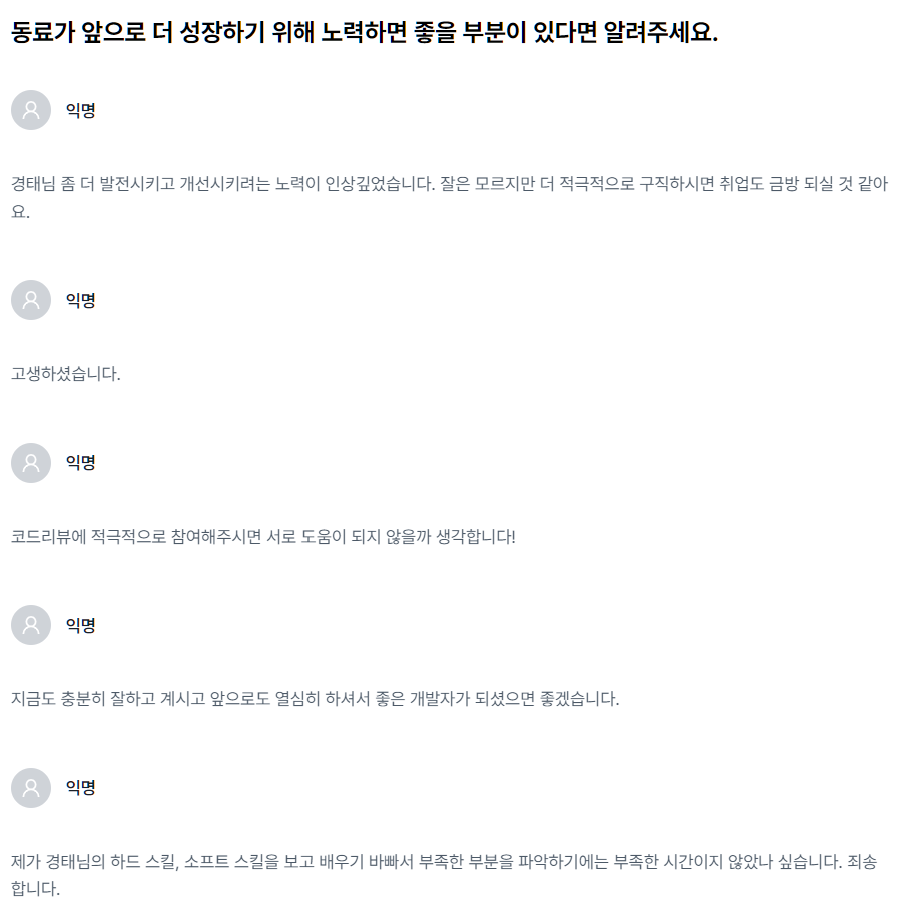 동료가 앞으로 더 성장하기 위해 노력하면 좋을 부분이 있다면 알려주세요.
익명
경태님 좀 더 발전시키고 개선시키려는 노력이 인상깊었습니다. 잘은 모르지만 더 적극적으로 구직하시면 취업도 금방 되실 것 같아
요.
익명
고생하셨습니다.
익명
코드리뷰에 적극적으로 참여해주시면 서로 도움이 되지 않을까 생각합니다!
익명
지금도 충분히 잘하고 계시고 앞으로도 열심히 하셔서 좋은 개발자가 되셨으면 좋겠습니다.
익명
제가 경태님의 하드 스킬, 소프트 스킬을 보고 배우기 바빠서 부족한 부분을 파악하기에는 부족한 시간이지 않았나 싶습니다. 죄송
합니다.